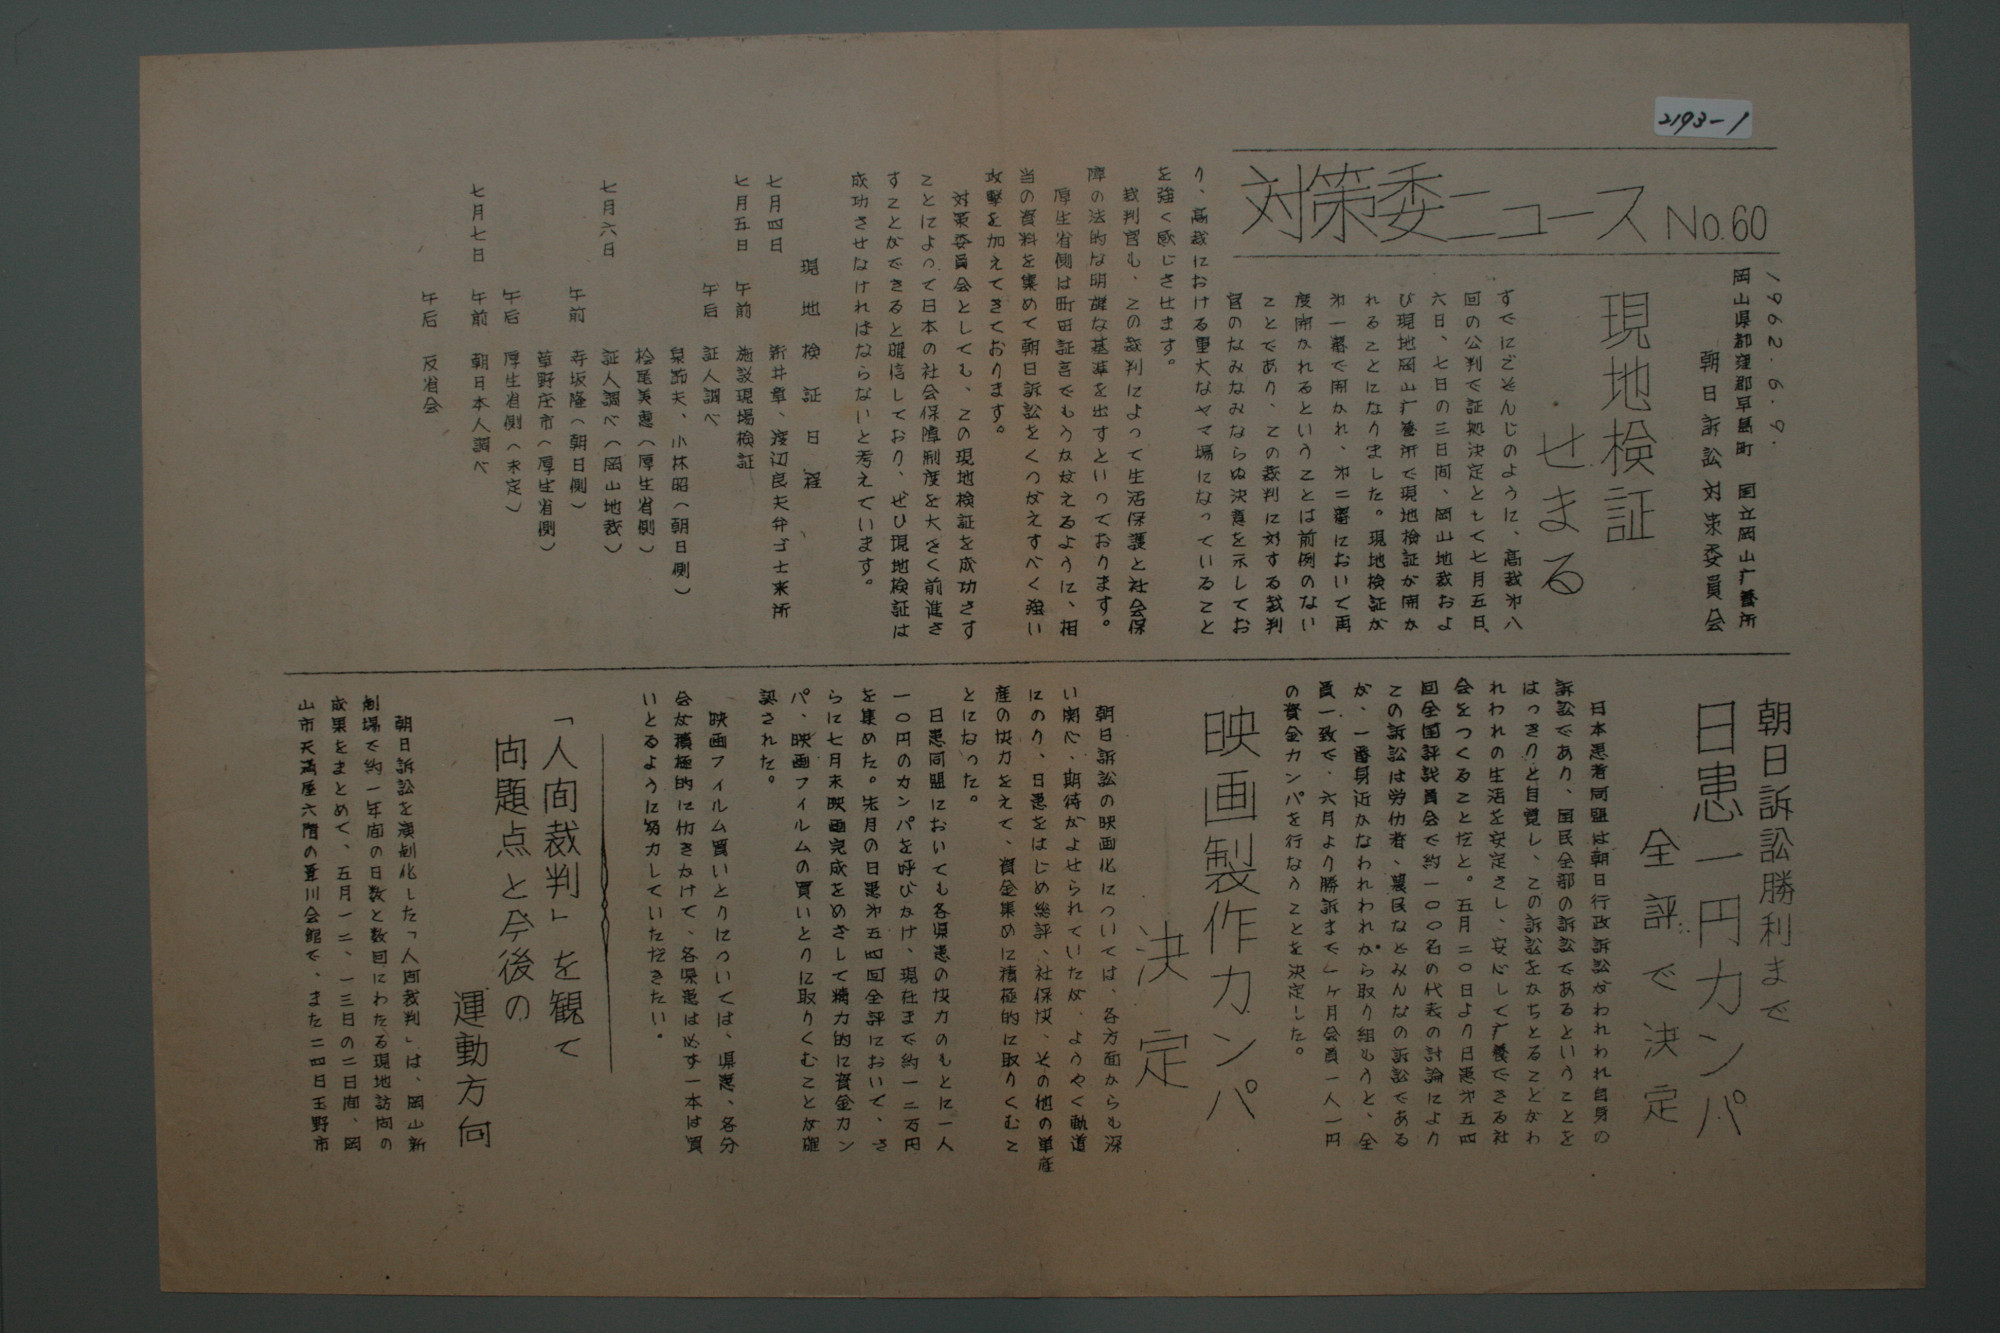 2193-1
対策委ニュース No.60
1962.6.9.
岡山県都窪郡早島町 国立岡山疗養所
朝日訴訟対策委員会
現地検証
せまる
すでにごぞんじのように、高裁㐧八
回の公判で証拠決定として七月五日、
六日、七日の三日间、岡山地裁およ
び現地岡山疗養所で現地検証が開か
れることになりました。現地検証が
㐧一審で開かれ、㐧二審において再
度開かれるということは前例のない
ことであり、この裁判に対する裁判
官のなみなみならぬ決意を示してお
り、高裁における重大なヤマ場になっていること
を強く感じさせます。
裁判官も、この裁判によって生活保護と社会保
障の法的な明確な基準を出すといっております。
厚生省側は町田証言でもうかがえるように、相
当の資料を集めて朝日訴訟をくつがえすべく強い
攻撃を加えてきております。
対策委員会としても、この現地検証を成功さす
ことによって日本の社会保障制度を大きく前進さ
すことができると確信しており、ぜひ現地検証は
成功させなければならないと考えています。
現地検証日程
七月四日 新井章、渡辺良夫弁ゴ士来所
七月五日 午前 施設現場検証
午后 証人調べ
泉節夫、小林昭（朝日側）
桧尾美恵（厚生省側）
七月六日 証人調べ（岡山地裁）
午前 寺坂隆（朝日側）
草野庄市（厚生省側）
午后 厚生省側（未定）
七月七日 午前 朝日本人調べ
午后 反省会
朝日訴訟勝利まで
日患一円カンパ
全評で決定
日本患者同盟は朝日行政訴訟がわれわれ自身の
訴訟であり、国民全部の訴訟であるということを
はっきりと自覚し、この訴訟をかちとることがわ
れわれの生活を安定さし、安心して疗養できる社
会をつくることだと。五月二〇日より日患㐧五四
回全国評議員会で約一〇〇名の代表の討論により
この訴訟は労仂者、農民などみんなの訴訟である
が、一番身近かなわれわれから取り組もうと、全
員一致で、六月より勝訴まで一ヶ月会員一人一円
の資金カンパを行なうことを決定した。
映画製作カンパ
決定
朝日訴訟の映画化については、各方面からも深
い関心、期待がよせられていたが、ようやく軌道
にのり、日患をはじめ総評、社保協、その他の単産
産の協力をえて、資金集めに積極的に取りくむこ
とになった。
日患同盟においても各県患の協力のもとに一人
一〇円のカンパを呼びかけ、現在まで約一二万円
を集めた。先月の日患㐧五四回全評において、さ
らに七月末映画完成をめざして精力的に資金カン
パ、映画フィルムの買いとりに取りくむことが確
認された。
映画フィルム買いとりについては、県患、各分
会が積極的に仂きかけて、各県患は必ず一本は買
いとるように努力していただきたい。
「人间裁判」を観て
问題点と今後の
運動方向
朝日訴訟を演劇化した「人间裁判」は、岡山新
劇場で約一年间の日数と数回にわたる現地訪问の
成果をまとめて、五月一二、一三日の二日间、岡
山市天満屋六階の葦川会館で、また二四日玉野市